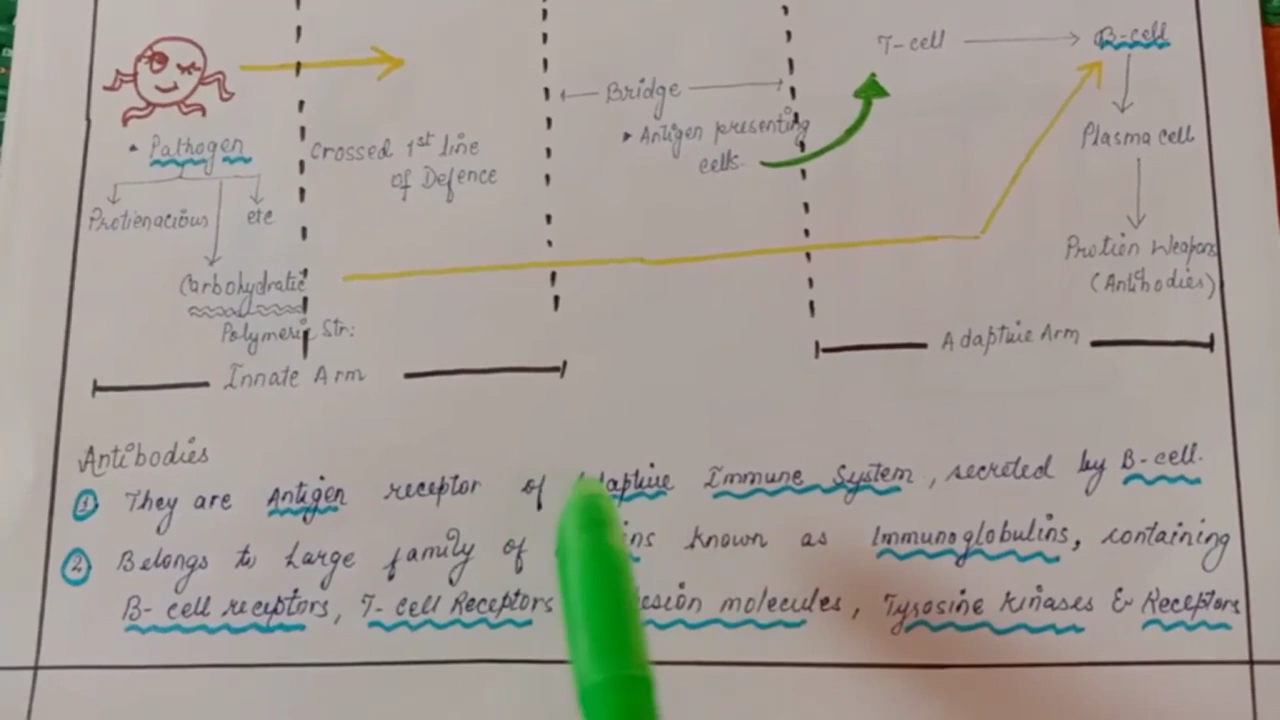 T-cell
B-cell
Bridge
• Pathogen
Crossed 1st line
of Defence
▸ Antigen presenting
cells.
Plasma cell
Protienacious
etc
Carbohydratic
Polymeric Str:
Protien Weapons
(Antibodies)
Innate Arm
Adaptive Arm
Antibodies
1 They are Antigen receptor of Adaptive Immune System, secreted by B-cell.
2 Belongs to Large family of known as Immunoglobulins, containing
B-cell receptors, T-cell Receptors molecules, Tyrosine kinases & Receptors